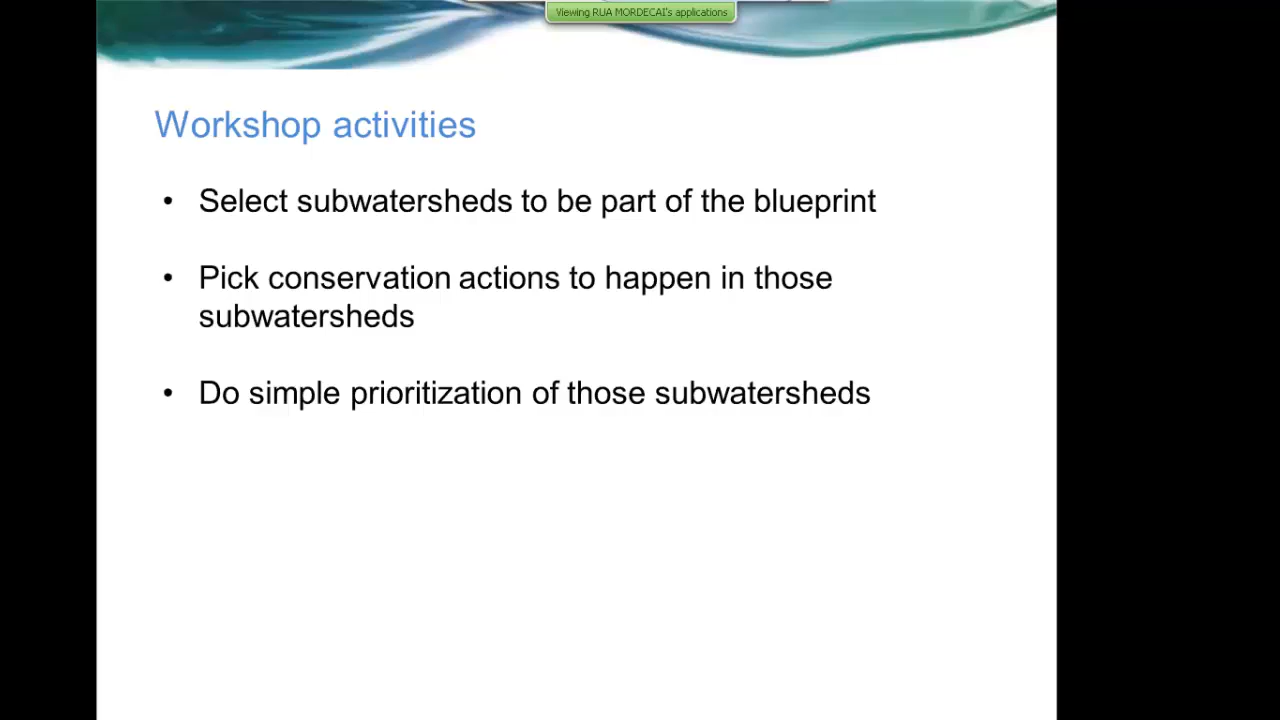 Viewing RUA MORDECAI's applications
Workshop activities
• Select subwatersheds to be part of the blueprint
• Pick conservation actions to happen in those
subwatersheds
• Do simple prioritization of those subwatersheds